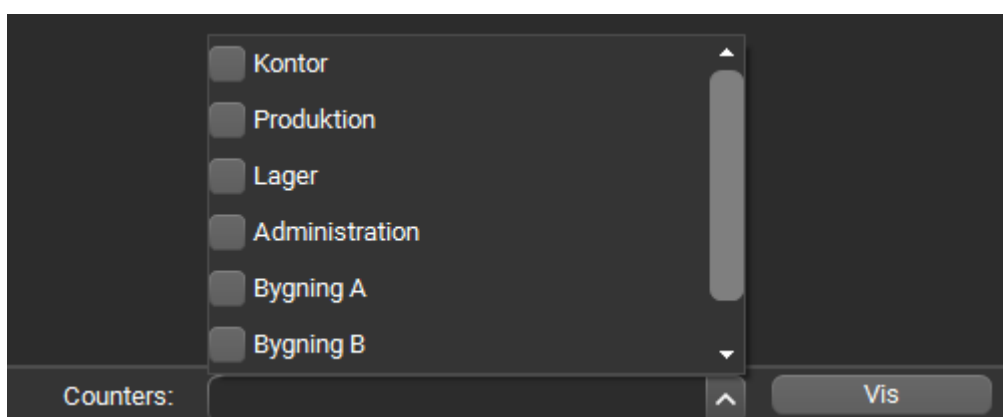 Kontor
Produktion
Lager
Administration
Bygning A
Bygning B
Counters: Vis